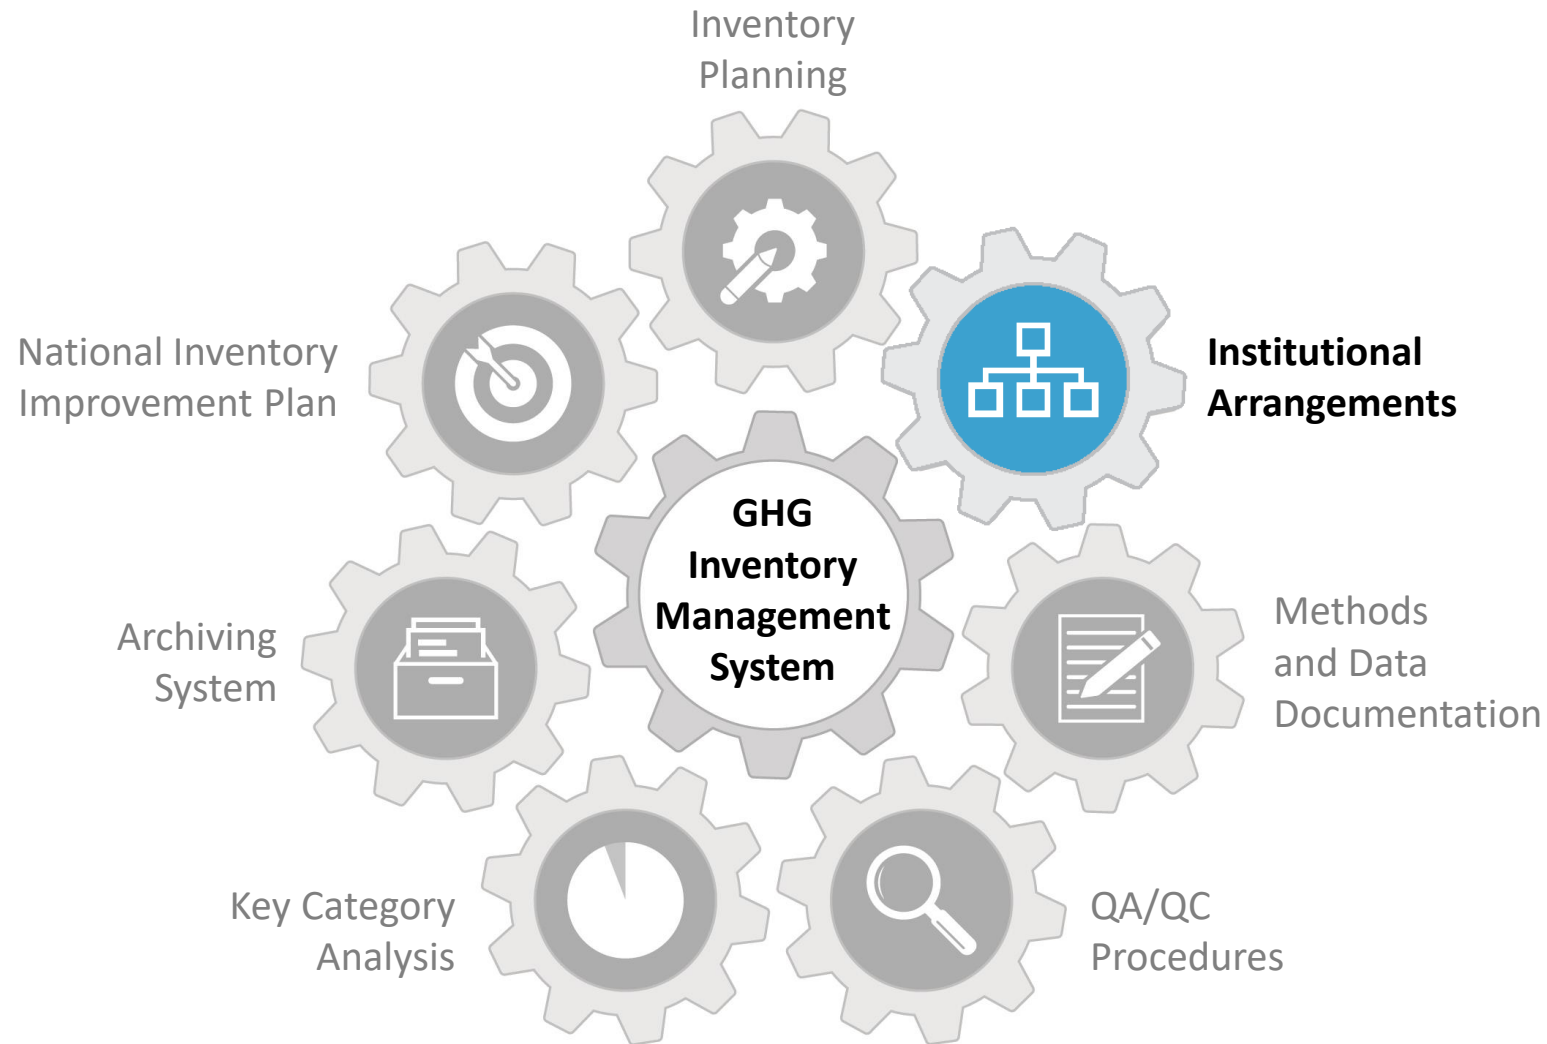 Inventory
Planning
Institutional
Arrangements
Methods
and Data
Documentation
QA/QC
Procedures
Key Category
Analysis
Archiving
System
National Inventory
Improvement Plan
GHG
Inventory
Management
System